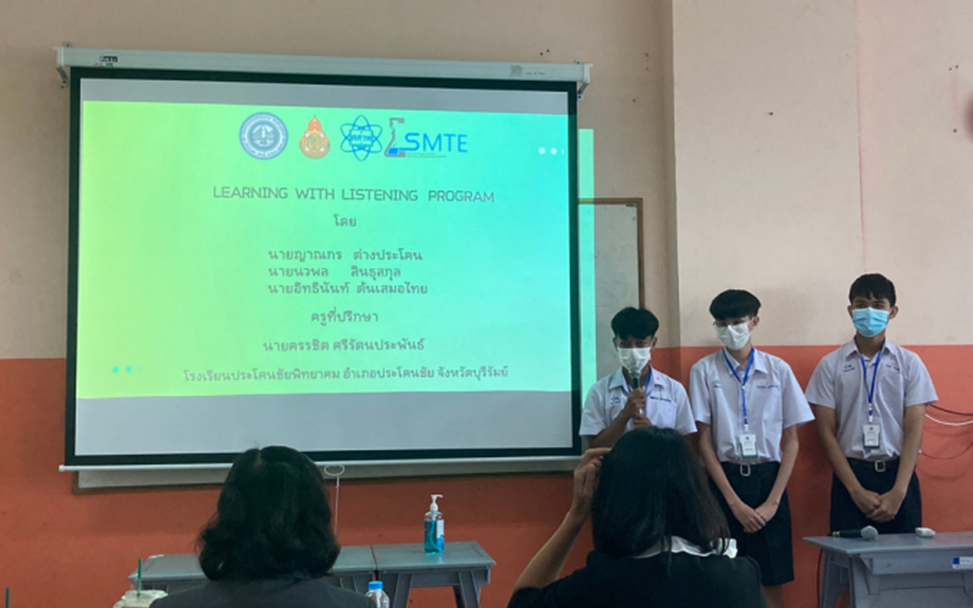 SMTE
LEARNING WITH LISTENING PROGRAM
โดย
นายญาณภร ต่างประโคน
นายนวพล สินธุสกุล
นายอิทธินันท์ ตันเสมอไทย
ครูที่ปรึกษา
นายครรชิต ศรีรัตนประพันธ์
โรงเรียนประโคนชัยพิทยาคม อำเภอประโคนชัย จังหวัดบุรีรัมย์